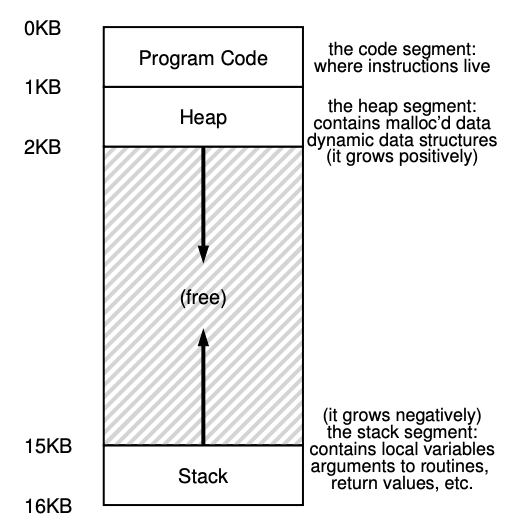 0KB
Program Code
the code segment:
where instructions live
1KB
Heap
the heap segment:
contains malloc'd data
dynamic data structures
(it grows positively)
2KB
(free)
(it grows negatively)
the stack segment:
contains local variables
arguments to routines,
return values, etc.
15KB
Stack
16KB